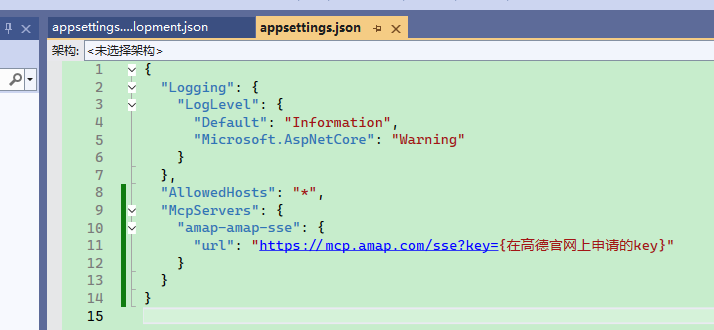 appsettings....lopment.json
appsettings.json
架构: <未选择架构>
1 {
2 "Logging": {
3 "LogLevel": {
4 "Default": "Information",
5 "Microsoft.AspNetCore": "Warning"
6 }
7 },
8 "AllowedHosts": "*",
9 "McpServers": {
10 "amap-amap-sse": {
11 "url": "https://mcp.amap.com/sse?key={在高德官网上申请的key}"
12 }
13 }
14 }
15